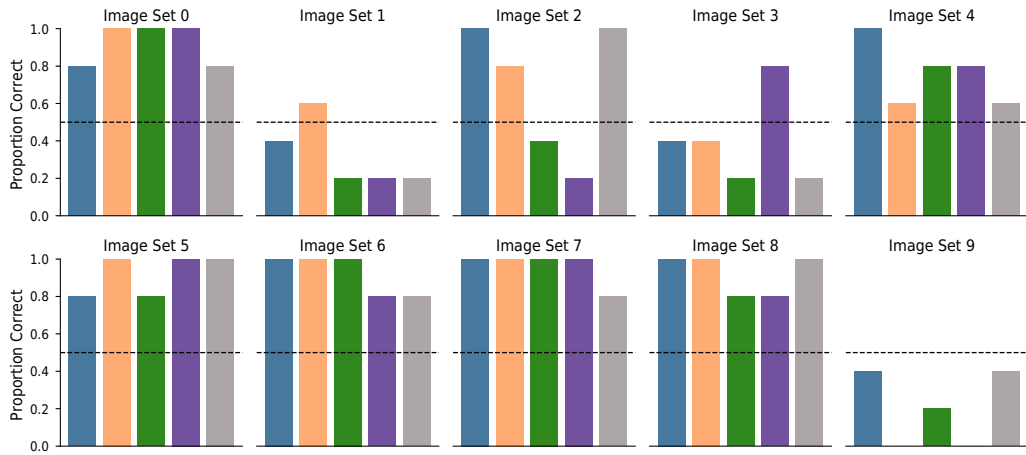 Image Set 0
Image Set 1
Image Set 2
Image Set 3
Image Set 4
Proportion Correct
1.0
0.8
0.6
0.4
0.2
0.0
Image Set 5
Image Set 6
Image Set 7
Image Set 8
Image Set 9
Proportion Correct
1.0
0.8
0.6
0.4
0.2
0.0